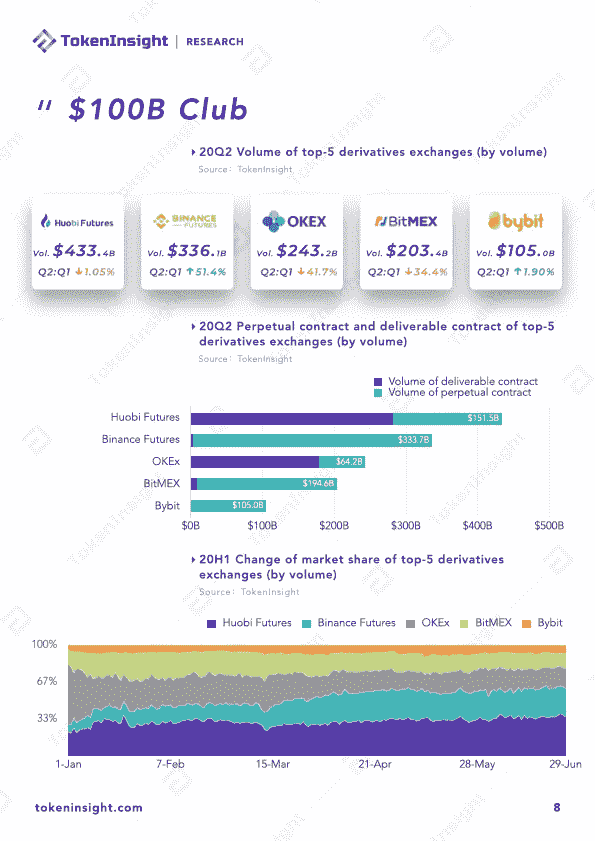 TokenInsight | RESEARCH
“ $100B Club
20Q2 Volume of top-5 derivatives exchanges (by volume)
Source: TokenInsight
Huobi Futures
Vol. $433.4B
Q2:Q1 ↓1.05%
BINANCE
FUTURES
Vol. $336.1B
Q2:Q1 ↑51.4%
OKEX
Vol. $243.2B
Q2:Q1 ↓41.7%
BitMEX
Vol. $203.4B
Q2:Q1 ↓34.4%
bybit
Vol. $105.0B
Q2:Q1 ↑1.90%
20Q2 Perpetual contract and deliverable contract of top-5
derivatives exchanges (by volume)
Source: TokenInsight
Volume of deliverable contract
Volume of perpetual contract
Huobi Futures $151.5B
Binance Futures $333.7B
OKEx $64.2B
BitMEX $194.6B
Bybit $105.0B
$0B $100B $200B $300B $400B $500B
20H1 Change of market share of top-5 derivatives
exchanges (by volume)
Source: TokenInsight
Huobi Futures Binance Futures OKEx BitMEX Bybit
100%
67%
33%
1-Jan 7-Feb 15-Mar 21-Apr 28-May 29-Jun
tokeninsight.com 8